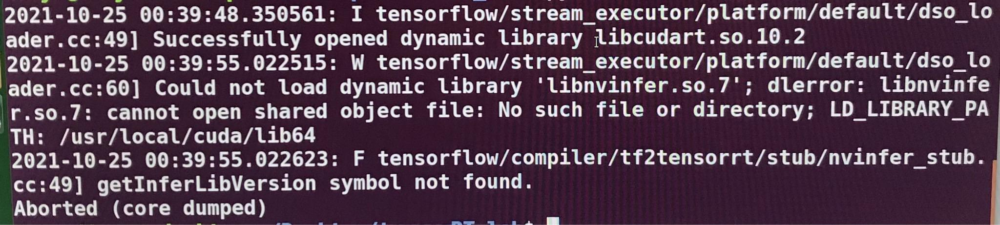 2021-10-25 00:39:48.350561: I tensorflow/stream_executor/platform/default/dso_lo
ader.cc:49] Successfully opened dynamic library libcudart.so.10.2
2021-10-25 00:39:55.022515: W tensorflow/stream_executor/platform/default/dso_lo
ader.cc:60] Could not load dynamic library 'libnvinfer.so.7'; dlerror: libnvinfe
r.so.7: cannot open shared object file: No such file or directory; LD_LIBRARY_PA
TH: /usr/local/cuda/lib64
2021-10-25 00:39:55.022623: F tensorflow/compiler/tf2tensorrt/stub/nvinfer_stub.
cc:49] getInferLibVersion symbol not found.
Aborted (core dumped)